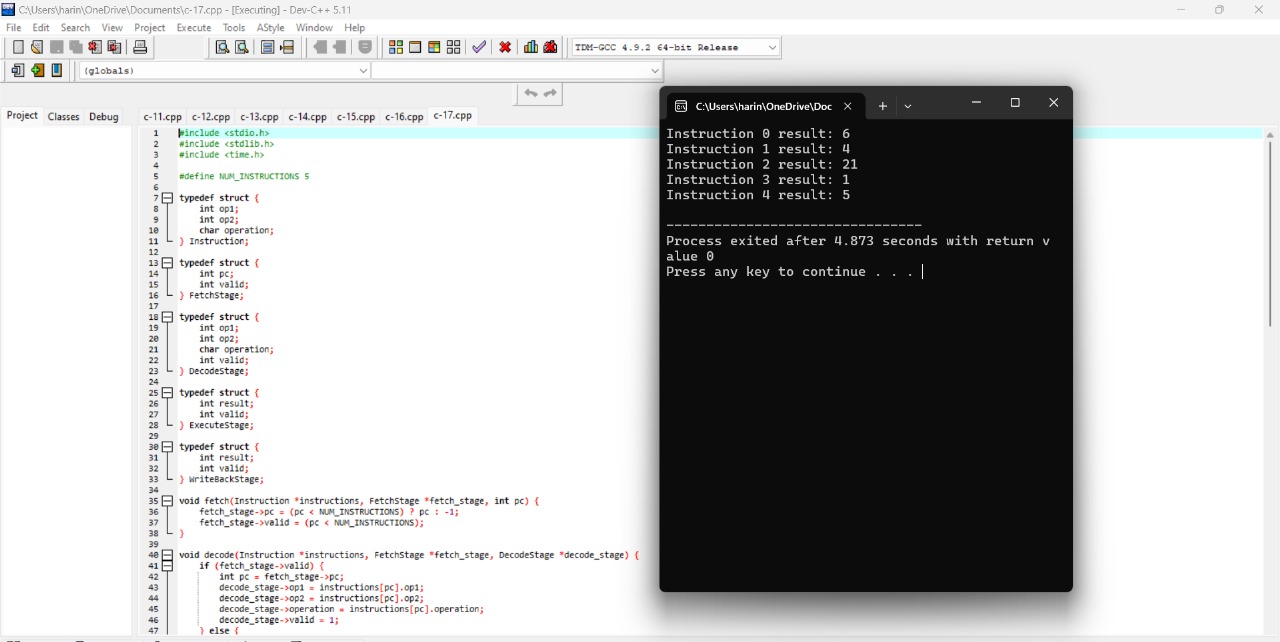 C:\Users\harin\OneDrive\Documents\c-17.cpp - [Executing] - Dev-C++ 5.11
File Edit Search View Project Execute Tools AStyle Window Help
TDM-GCC 4.9.2 64-bit Release
(globals)
Project Classes Debug
c-11.cpp c-12.cpp c-13.cpp c-14.cpp c-15.cpp c-16.cpp c-17.cpp
1 #include <stdio.h>
2 #include <stdlib.h>
3 #include <time.h>
4
5 #define NUM_INSTRUCTIONS 5
6
7 typedef struct {
8 int op1;
9 int op2;
10 char operation;
11 } Instruction;
12
13 typedef struct {
14 int pc;
15 int valid;
16 } FetchStage;
17
18 typedef struct {
19 int op1;
20 int op2;
21 char operation;
22 int valid;
23 } DecodeStage;
24
25 typedef struct {
26 int result;
27 int valid;
28 } ExecuteStage;
29
30 typedef struct {
31 int result;
32 int valid;
33 } WriteBackStage;
34
35 void fetch(Instruction *instructions, FetchStage *fetch_stage, int pc) {
36 fetch_stage->pc = (pc < NUM_INSTRUCTIONS) ? pc : -1;
37 fetch_stage->valid = (pc < NUM_INSTRUCTIONS);
38 }
39
40 void decode(Instruction *instructions, FetchStage *fetch_stage, DecodeStage *decode_stage) {
41 if (fetch_stage->valid) {
42 int pc = fetch_stage->pc;
43 decode_stage->op1 = instructions[pc].op1;
44 decode_stage->op2 = instructions[pc].op2;
45 decode_stage->operation = instructions[pc].operation;
46 decode_stage->valid = 1;
47 } else {
C:\Users\harin\OneDrive\Doc
Instruction 0 result: 6
Instruction 1 result: 4
Instruction 2 result: 21
Instruction 3 result: 1
Instruction 4 result: 5
--------------------------------
Process exited after 4.873 seconds with return v
alue 0
Press any key to continue . . .